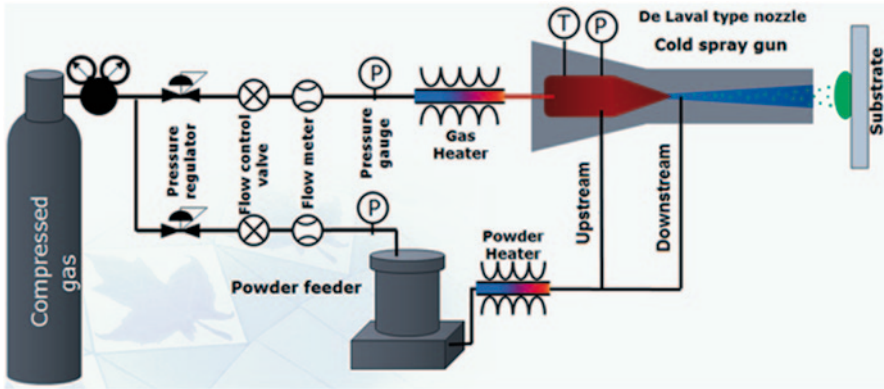 De Laval type nozzle
Cold spray gun
T
P
Substrate
P
Gas
Heater
Pressure
regulator
Flow control
valve
Flow meter
Pressure
gauge
Upstream
Downstream
P
Powder
Heater
Powder feeder
Compressed
gas